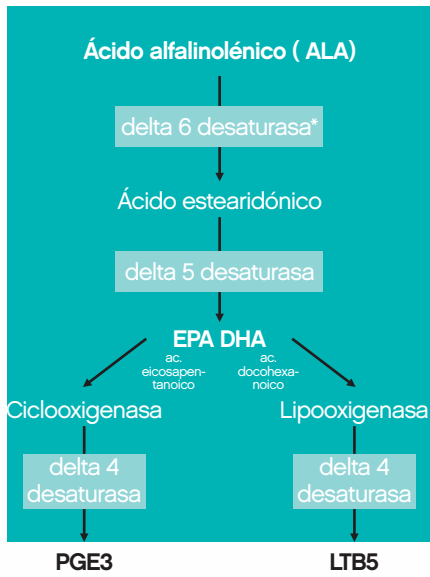 Ácido alfalinolénico ( ALA)
delta 6 desaturasa*
Ácido estearidónico
delta 5 desaturasa
EPA DHA
ac.
eicosapen-
tanoico
ac.
docohexa-
noico
Ciclooxigenasa
Lipooxigenasa
delta 4
desaturasa
delta 4
desaturasa
PGE3
LTB5